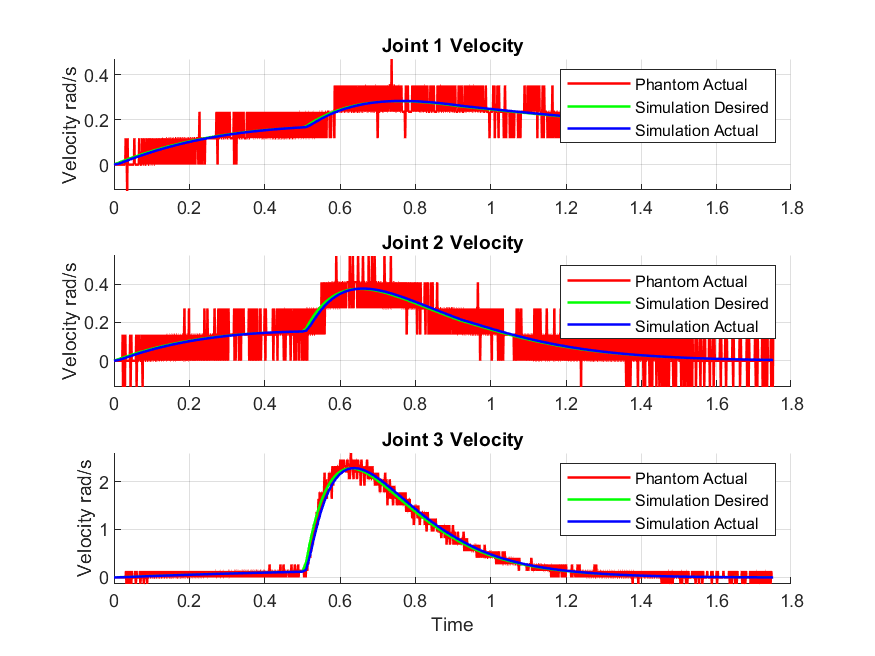 Joint 1 Velocity
Velocity rad/s
0.4
0.2
0
Phantom Actual
Simulation Desired
Simulation Actual
0 0.2 0.4 0.6 0.8 1 1.2 1.4 1.6 1.8
Joint 2 Velocity
Velocity rad/s
0.4
0.2
0
Phantom Actual
Simulation Desired
Simulation Actual
0 0.2 0.4 0.6 0.8 1 1.2 1.4 1.6 1.8
Joint 3 Velocity
Velocity rad/s
2
1
0
Phantom Actual
Simulation Desired
Simulation Actual
0 0.2 0.4 0.6 0.8 1 1.2 1.4 1.6 1.8
Time